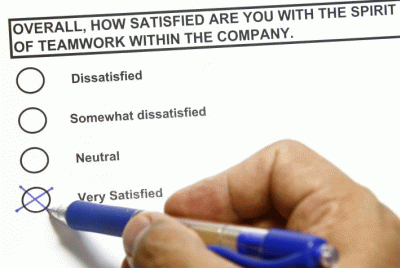 OVERALL, HOW SATISFIED ARE YOU WITH THE SPIRIT
OF TEAMWORK WITHIN THE COMPANY.
Dissatisfied
Somewhat dissatisfied
Neutral
Very Satisfied